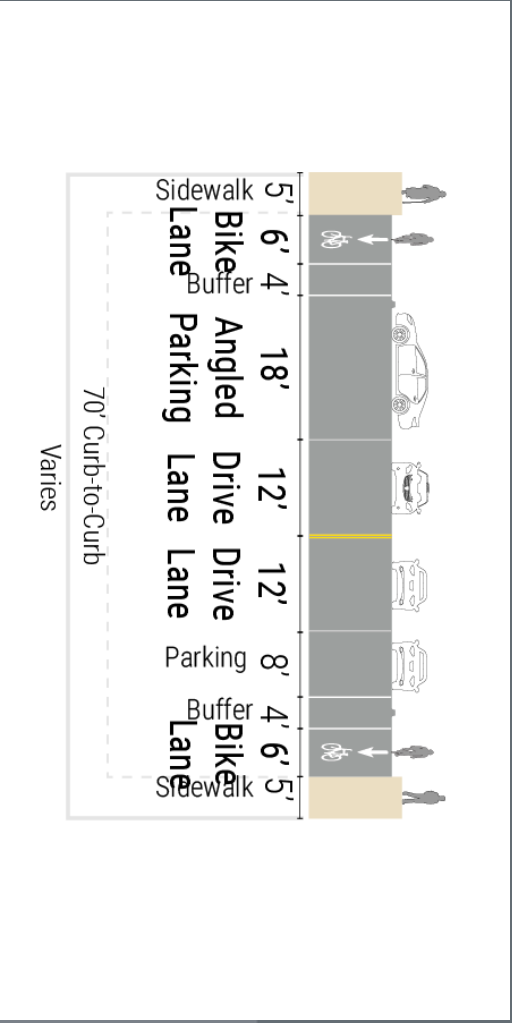 5'
Sidewalk
6'
Bike
Lane
4'
Buffer
18'
Angled
Parking
12'
Drive
Lane
12'
Drive
Lane
8'
Parking
4'
Buffer
6'
Bike
Lane
5'
Sidewalk
70' Curb-to-Curb
Varies